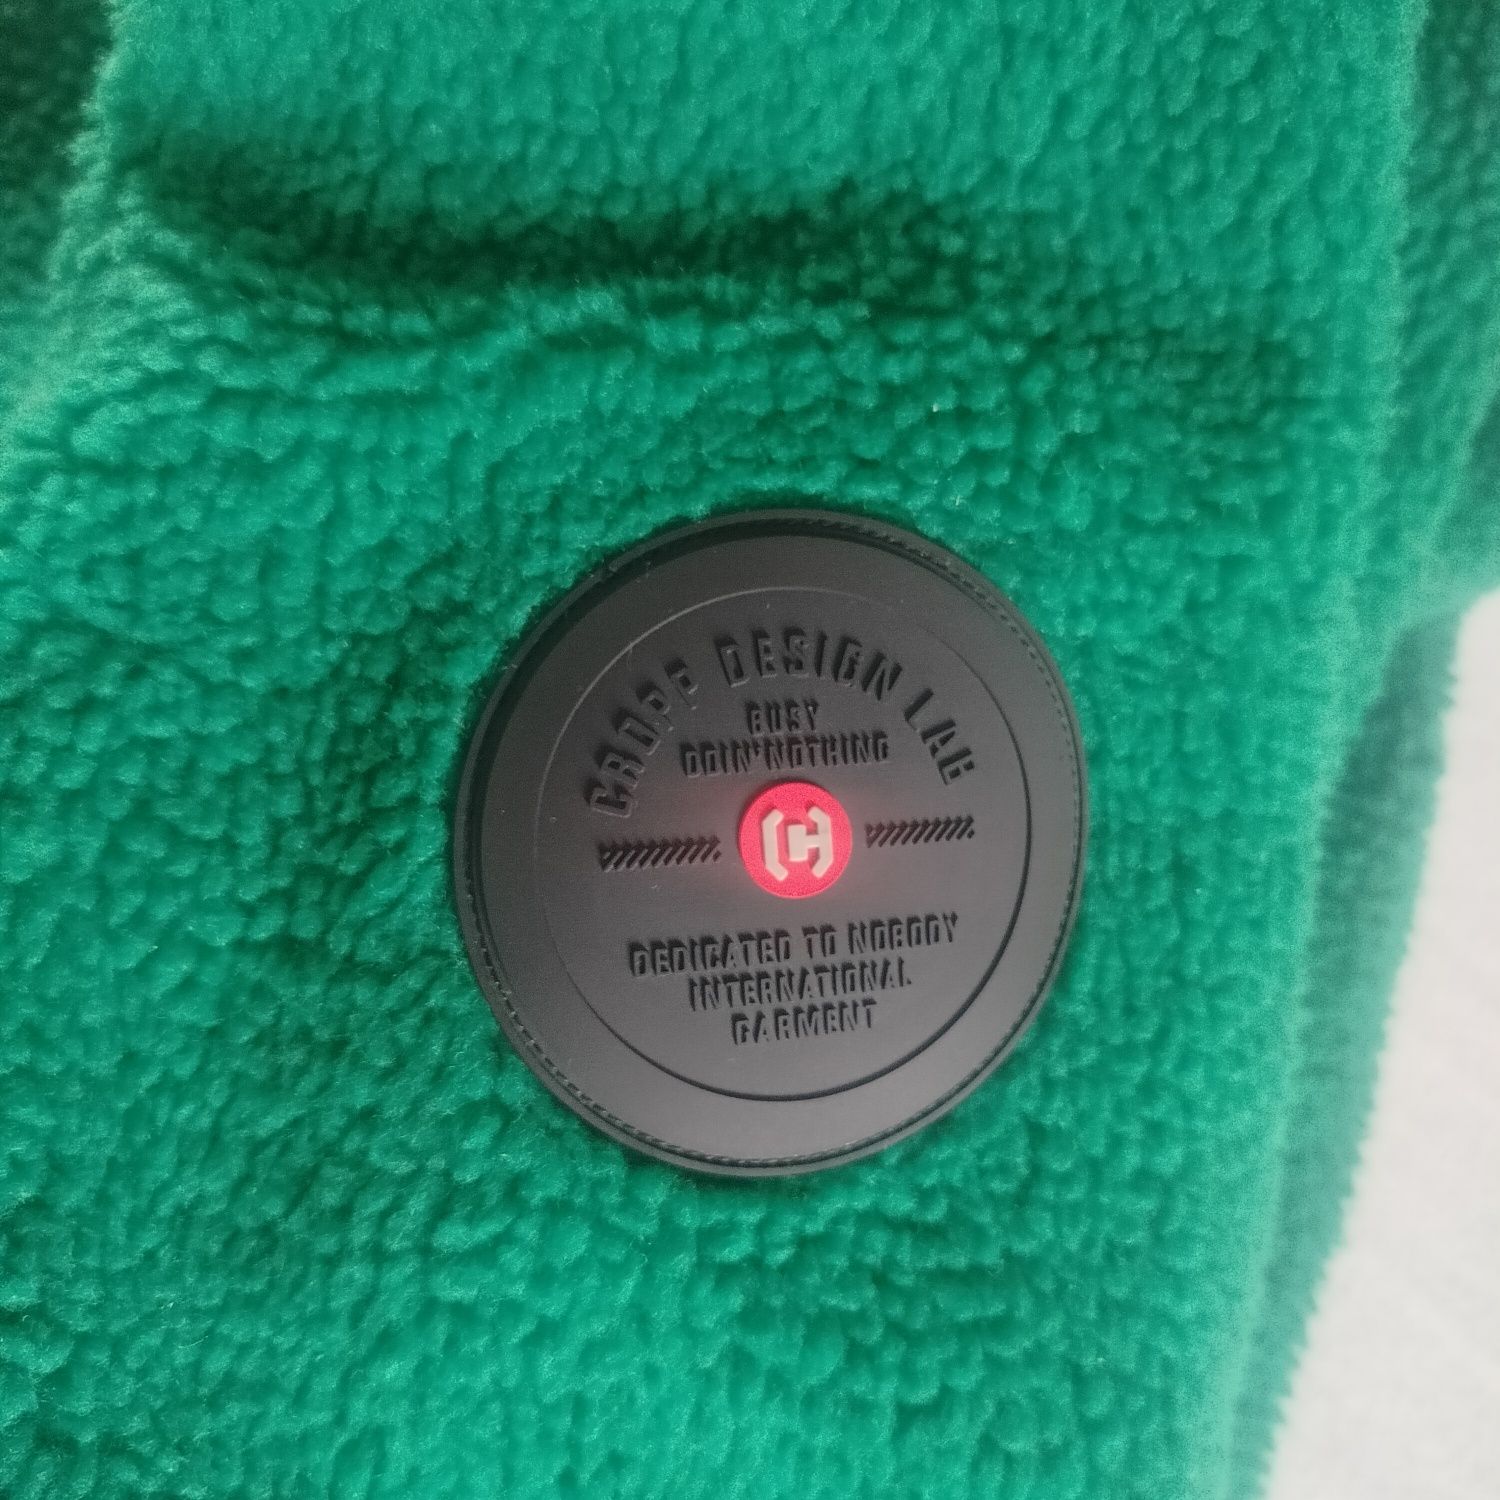 CROPP DESIGN LAB
BUSY
DOIN'NOTHING
DEDICATED TO NOBODY
INTERNATIONAL
GARMENT